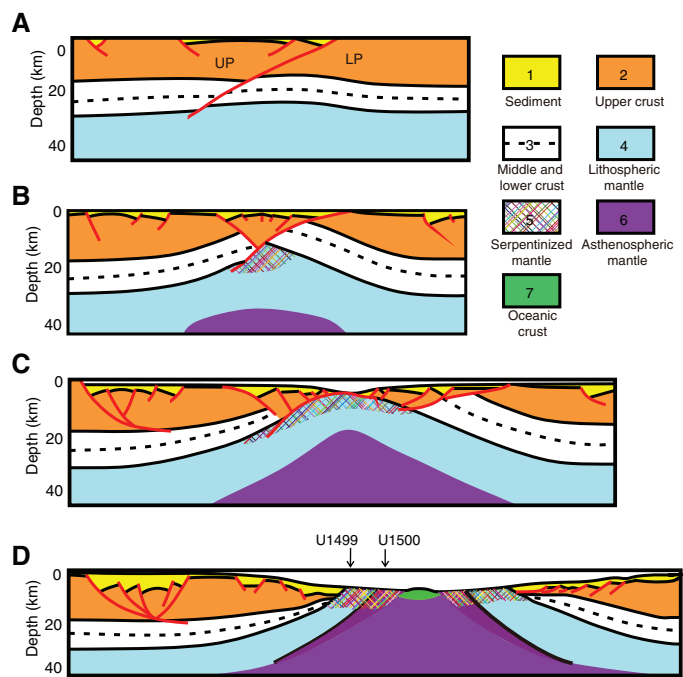 A
0
20
40
Depth (km)
UP
LP
1
Sediment
2
Upper crust
3
Middle and
lower crust
4
Lithospheric
mantle
5
Serpentinized
mantle
6
Asthenospheric
mantle
7
Oceanic
crust
B
0
20
40
Depth (km)
C
0
20
40
Depth (km)
U1499
U1500
D
0
20
40
Depth (km)